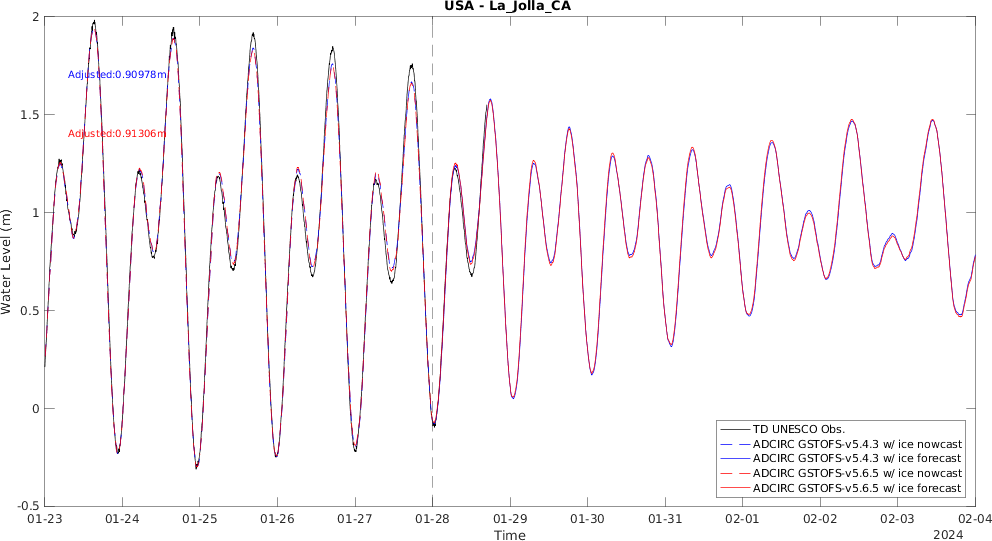 USA - La_Jolla_CA
2
1.5
1
0.5
0
-0.5
Water Level (m)
Adjusted:0.90978m
Adjusted:0.91306m
TD UNESCO Obs.
ADCIRC GSTOFS-v5.4.3 w/ ice nowcast
ADCIRC GSTOFS-v5.4.3 w/ ice forecast
ADCIRC GSTOFS-v5.6.5 w/ ice nowcast
ADCIRC GSTOFS-v5.6.5 w/ ice forecast
01-23 01-24 01-25 01-26 01-27 01-28 01-29 01-30 01-31 02-01 02-02 02-03 02-04
Time
2024